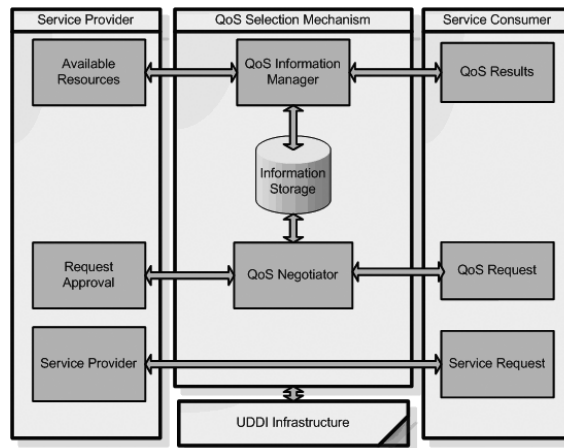 Service Provider
QoS Selection Mechanism
Service Consumer
Available
Resources
QoS Information
Manager
QoS Results
Information
Storage
Request
Approval
QoS Negotiator
QoS Request
Service Provider
Service Request
UDDI Infrastructure